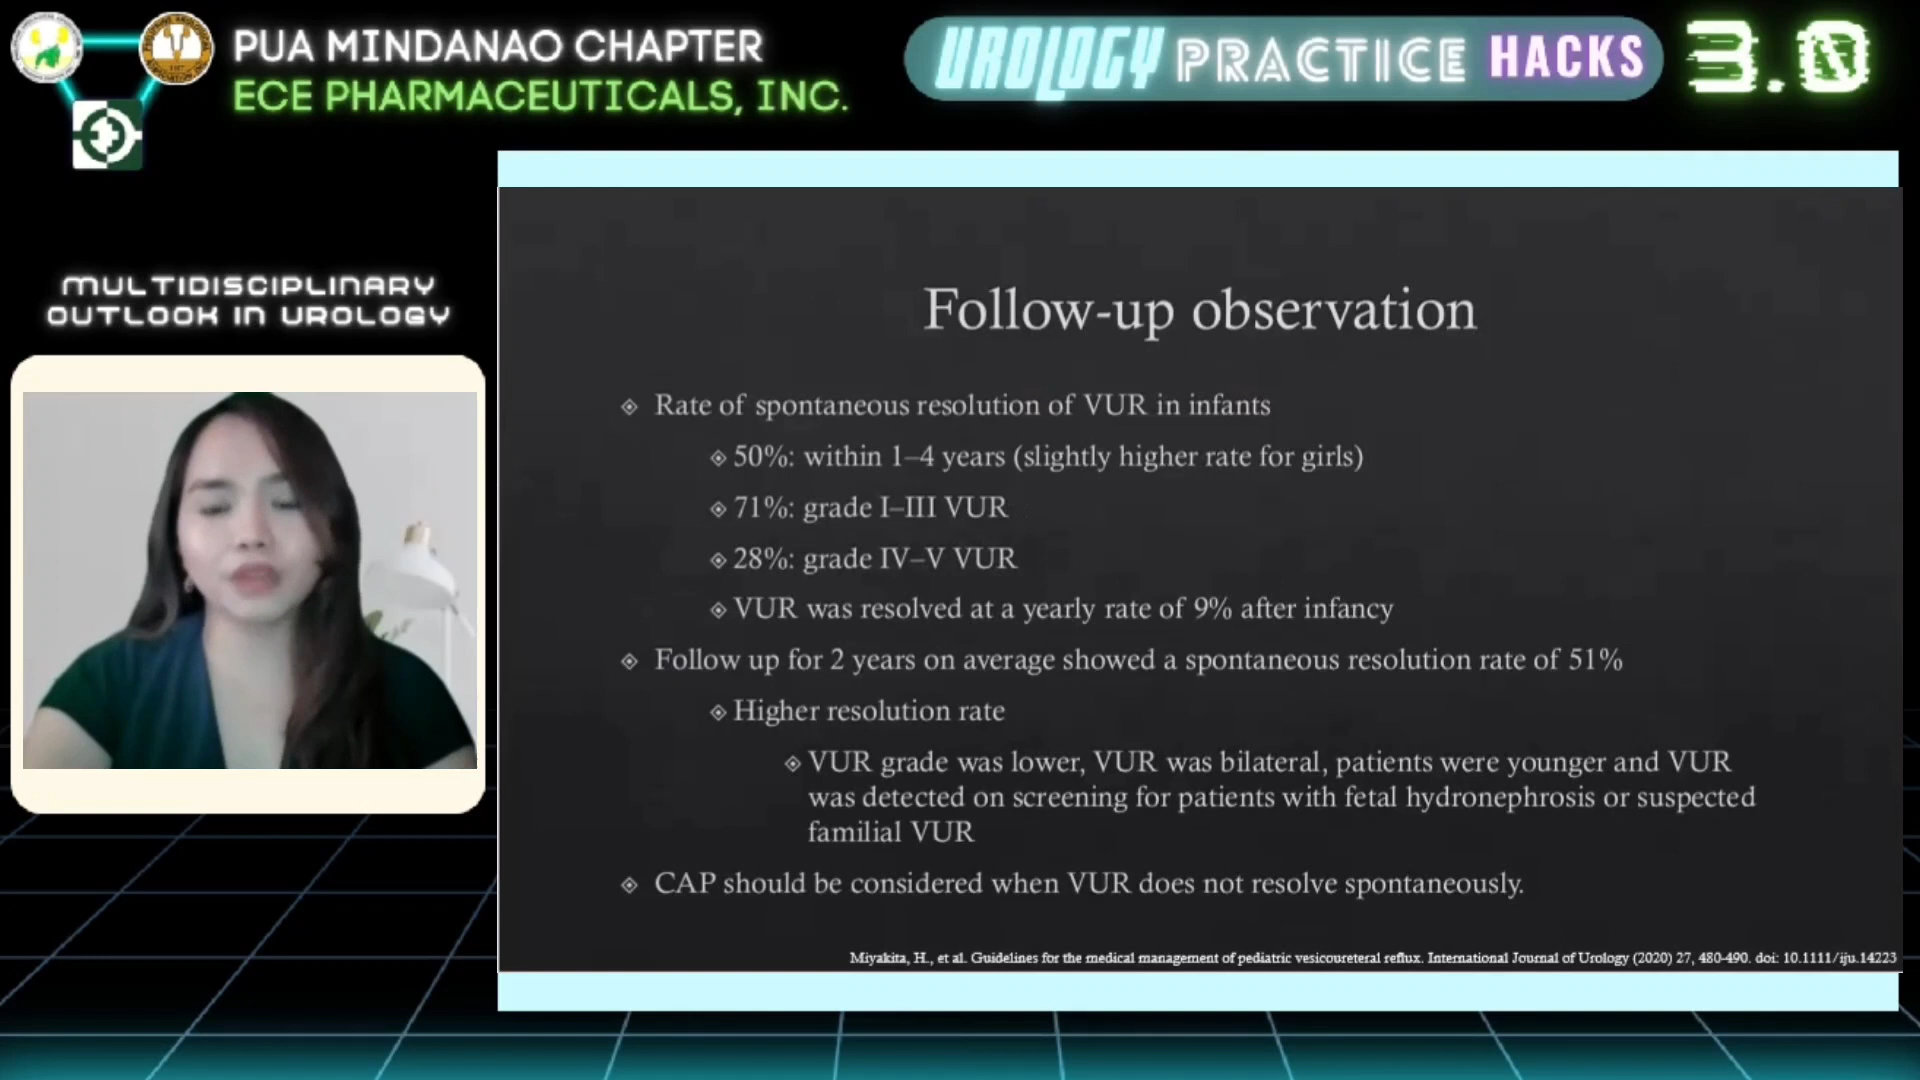 PUA MINDANAO CHAPTER
ECE PHARMACEUTICALS, INC.
UROLOGY PRACTICE HACKS 3.0
MULTIDISCIPLINARY
OUTLOOK IN UROLOGY
Follow-up observation
Rate of spontaneous resolution of VUR in infants
50%: within 1–4 years (slightly higher rate for girls)
71%: grade I–III VUR
28%: grade IV–V VUR
VUR was resolved at a yearly rate of 9% after infancy
Follow up for 2 years on average showed a spontaneous resolution rate of 51%
Higher resolution rate
VUR grade was lower, VUR was bilateral, patients were younger and VUR
was detected on screening for patients with fetal hydronephrosis or suspected
familial VUR
CAP should be considered when VUR does not resolve spontaneously.
Miyakita, H., et al. Guidelines for the medical management of pediatric vesicoureteral reflux. International Journal of Urology (2020) 27, 480-490. doi: 10.1111/iju.14223